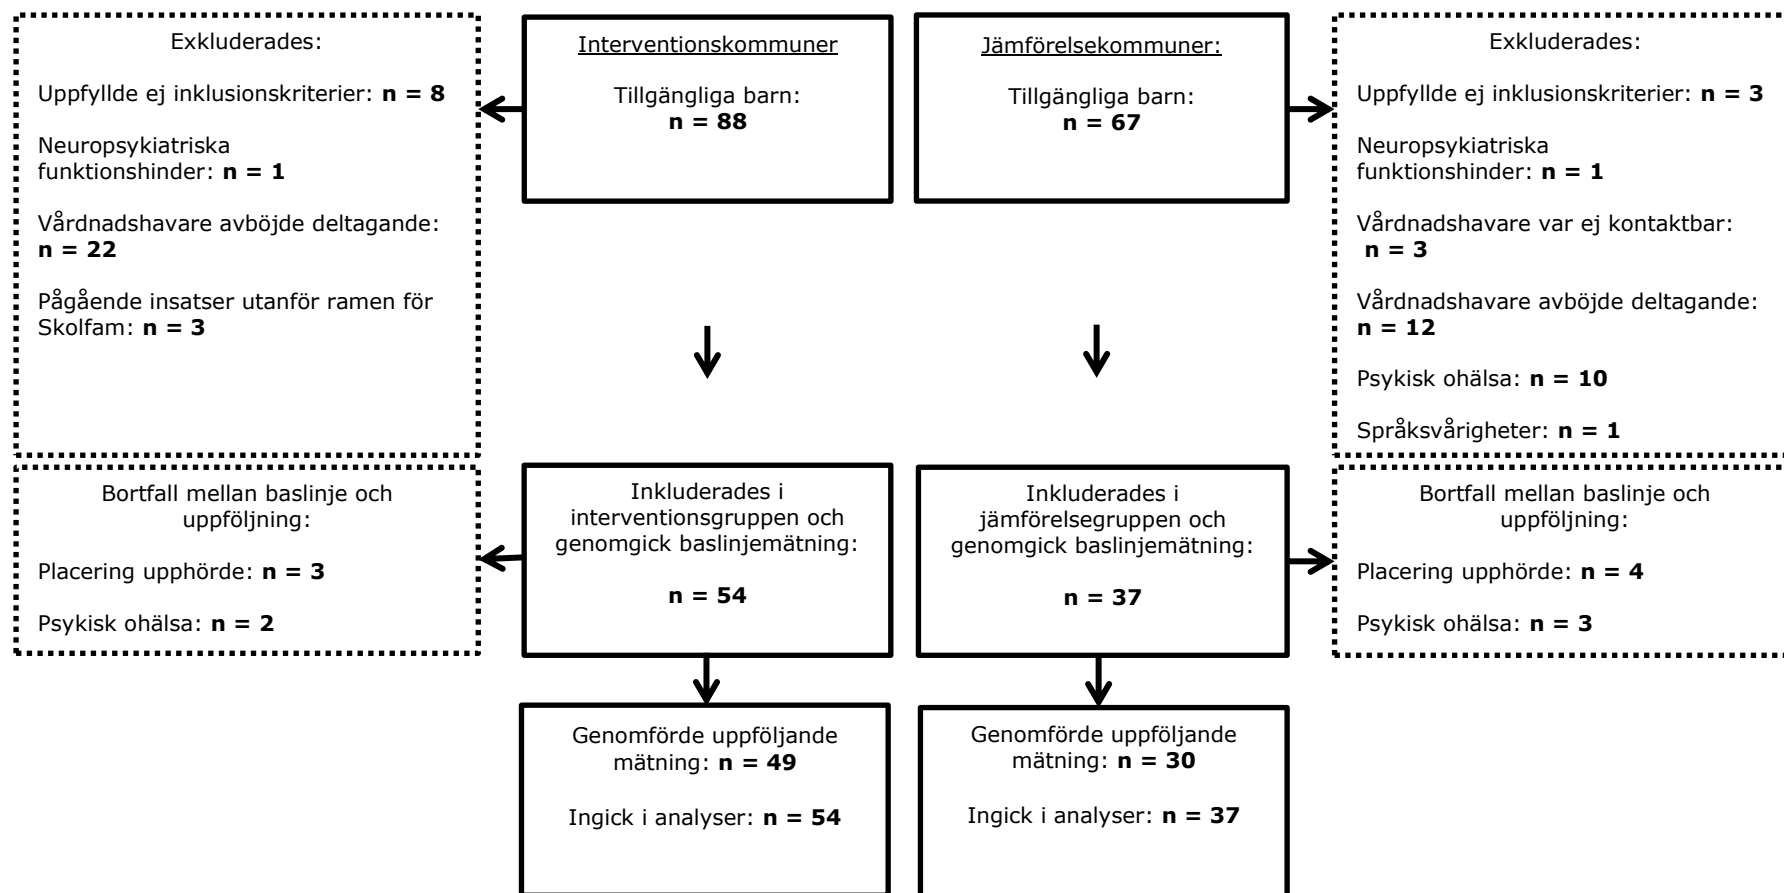 Exkluderades:
Uppfyllde ej inklusionskriterier: n = 8
Neuropsykiatriska
funktionshinder: n = 1
Vårdnadshavare avböjde deltagande:
n = 22
Pågående insatser utanför ramen för
Skolfam: n = 3
Interventionskommuner
Tillgängliga barn:
n = 88
Jämförelsekommuner:
Tillgängliga barn:
n = 67
Exkluderades:
Uppfyllde ej inklusionskriterier: n = 3
Neuropsykiatriska
funktionshinder: n = 1
Vårdnadshavare var ej kontaktbar:
n = 3
Vårdnadshavare avböjde deltagande:
n = 12
Psykisk ohälsa: n = 10
Språksvårigheter: n = 1
Bortfall mellan baslinje och
uppföljning:
Placering upphörde: n = 3
Psykisk ohälsa: n = 2
Inkluderades i
interventionsgruppen och
genomgick baslinjemätning:
n = 54
Inkluderades i
jämförelsegruppen och
genomgick baslinjemätning:
n = 37
Bortfall mellan baslinje och
uppföljning:
Placering upphörde: n = 4
Psykisk ohälsa: n = 3
Genomförde uppföljande
mätning: n = 49
Ingick i analyser: n = 54
Genomförde uppföljande
mätning: n = 30
Ingick i analyser: n = 37